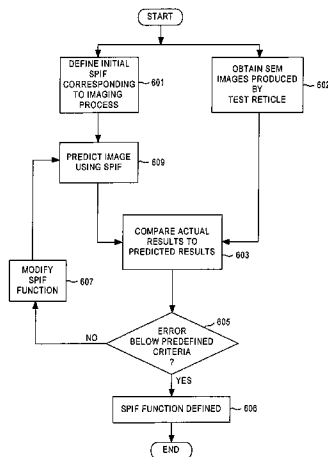 START
DEFINE INITIAL
SPIF
CORRESPONDING
TO IMAGING
PROCESS
601
OBTAIN SEM
IMAGES PRODUCED
BY
TEST RETICLE
602
PREDICT IMAGE
USING SPIF
609
COMPARE ACTUAL
RESULTS TO
PREDICTED RESULTS
603
MODIFY
SPIF
FUNCTION
607
ERROR
BELOW PREDEFINED
CRITERIA
?
605
NO
YES
SPIF FUNCTION DEFINED
606
END